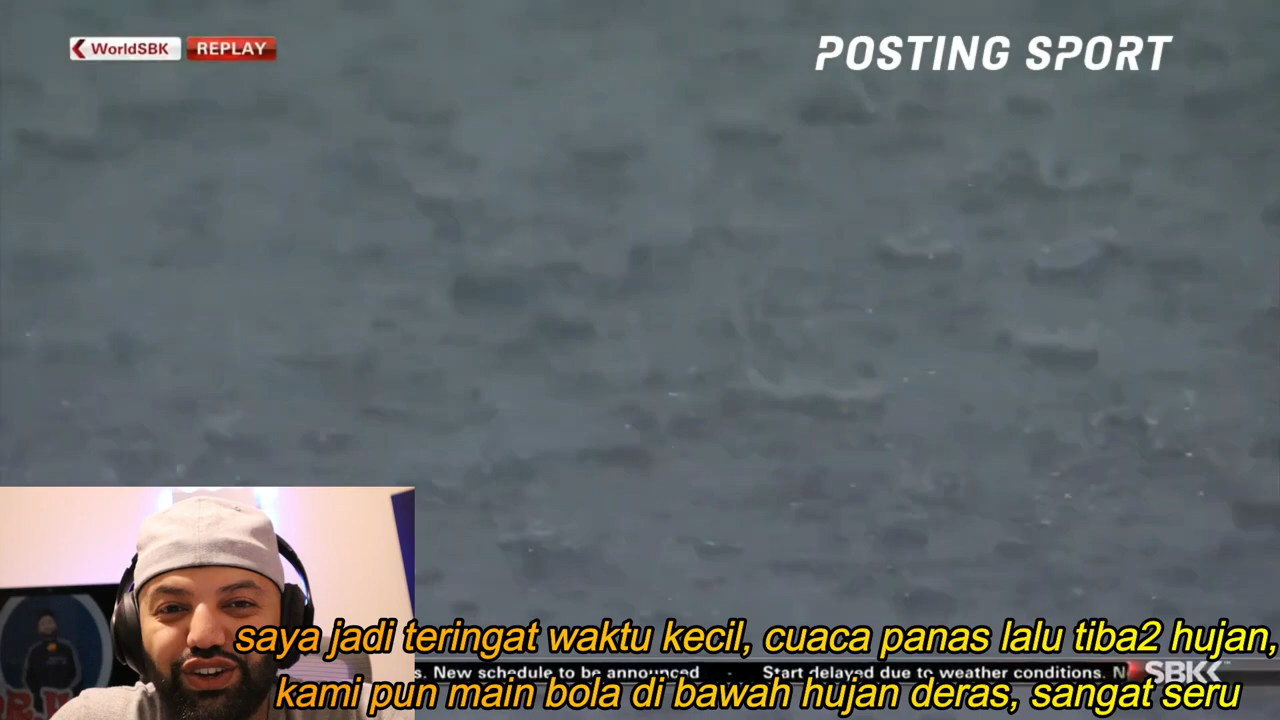 WorldSBK REPLAY
POSTING SPORT
saya jadi teringat waktu kecil, cuaca panas lalu tiba2 hujan,
s. New schedule to be announced - Start delayed due to weather conditions. N SBK
kami pun main bola di bawah hujan deras, sangat seru